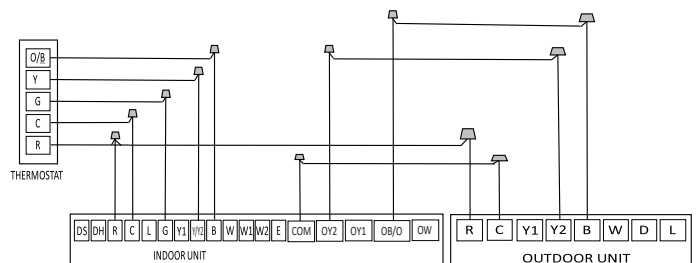 O/B
Y
G
C
R
THERMOSTAT
DS DH R C L G Y1 Y/Y2 B W W1 W2 E COM OY2 OY1 OB/O OW
INDOOR UNIT
R C Y1 Y2 B W D L
OUTDOOR UNIT